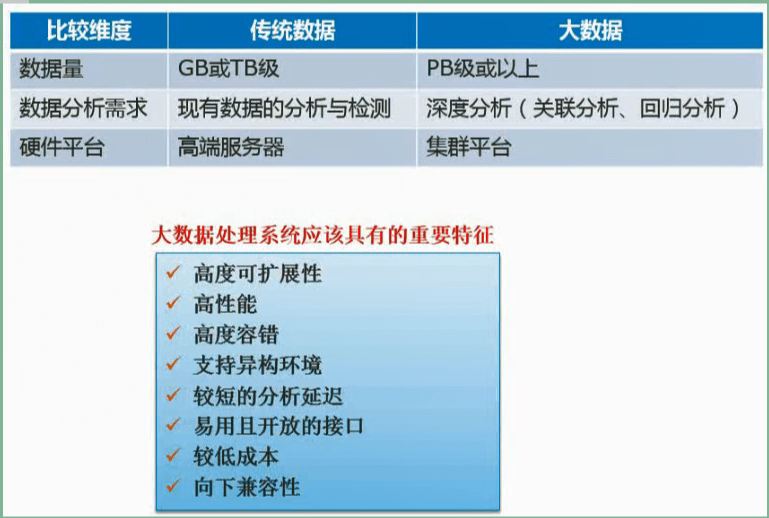 比较维度 传统数据 大数据
数据量 GB或TB级 PB级或以上
数据分析需求 现有数据的分析与检测 深度分析（关联分析、回归分析）
硬件平台 高端服务器 集群平台
大数据处理系统应该具有的重要特征
✓ 高度可扩展性
✓ 高性能
✓ 高度容错
✓ 支持异构环境
✓ 较短的分析延迟
✓ 易用且开放的接口
✓ 较低成本
✓ 向下兼容性